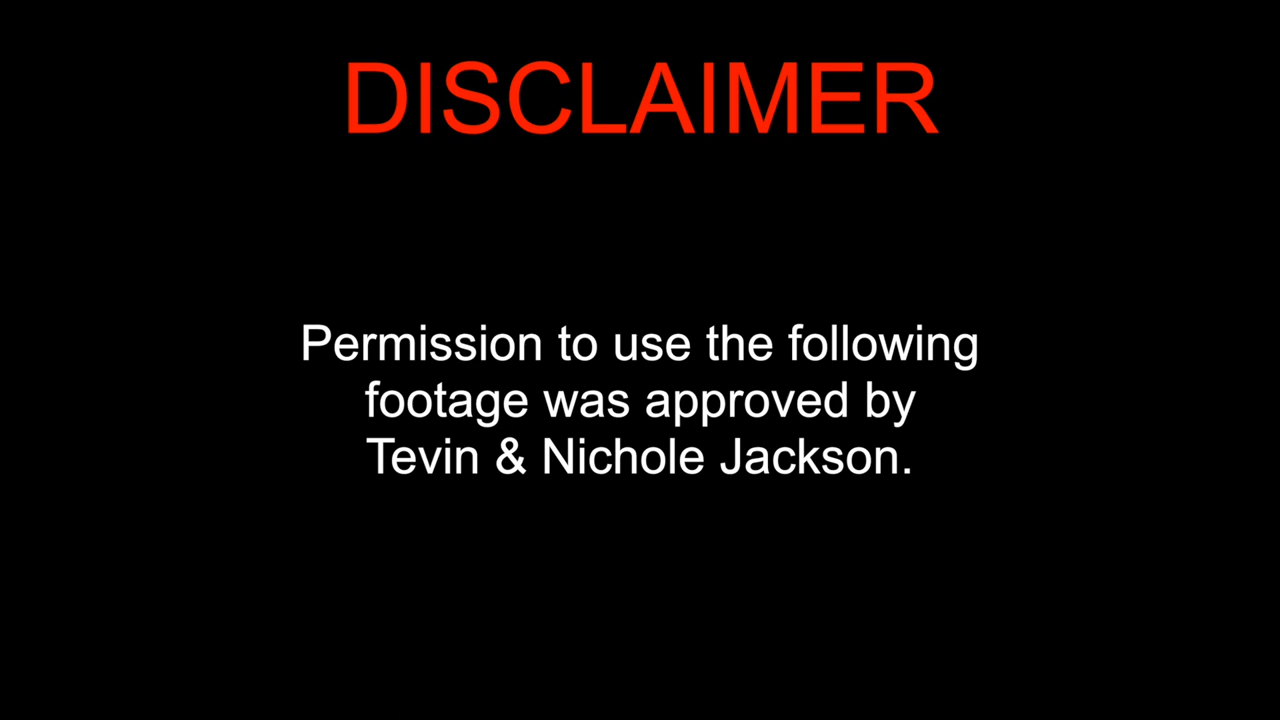 DISCLAIMER
Permission to use the following
footage was approved by
Tevin & Nichole Jackson.